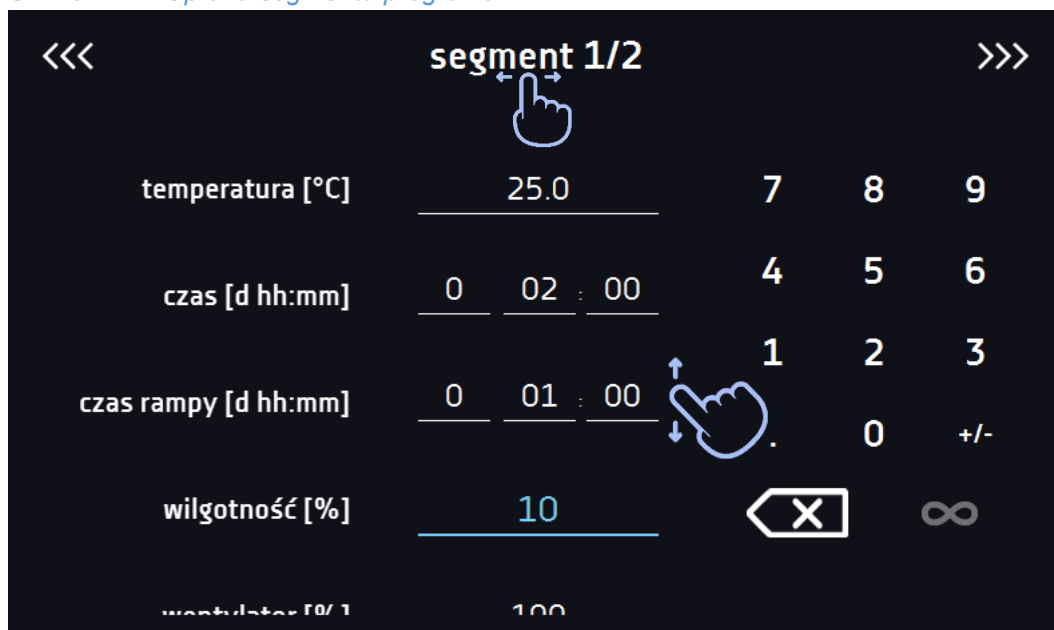 <<< segment 1/2 >>>
temperatura [°C] 25.0 7 8 9
czas [d hh:mm] 0 02 : 00 4 5 6
czas rampy [d hh:mm] 0 01 : 00 1 2 3
. 0 +/-
wilgotność [%] 10 X ∞
wentylator [% ] 100